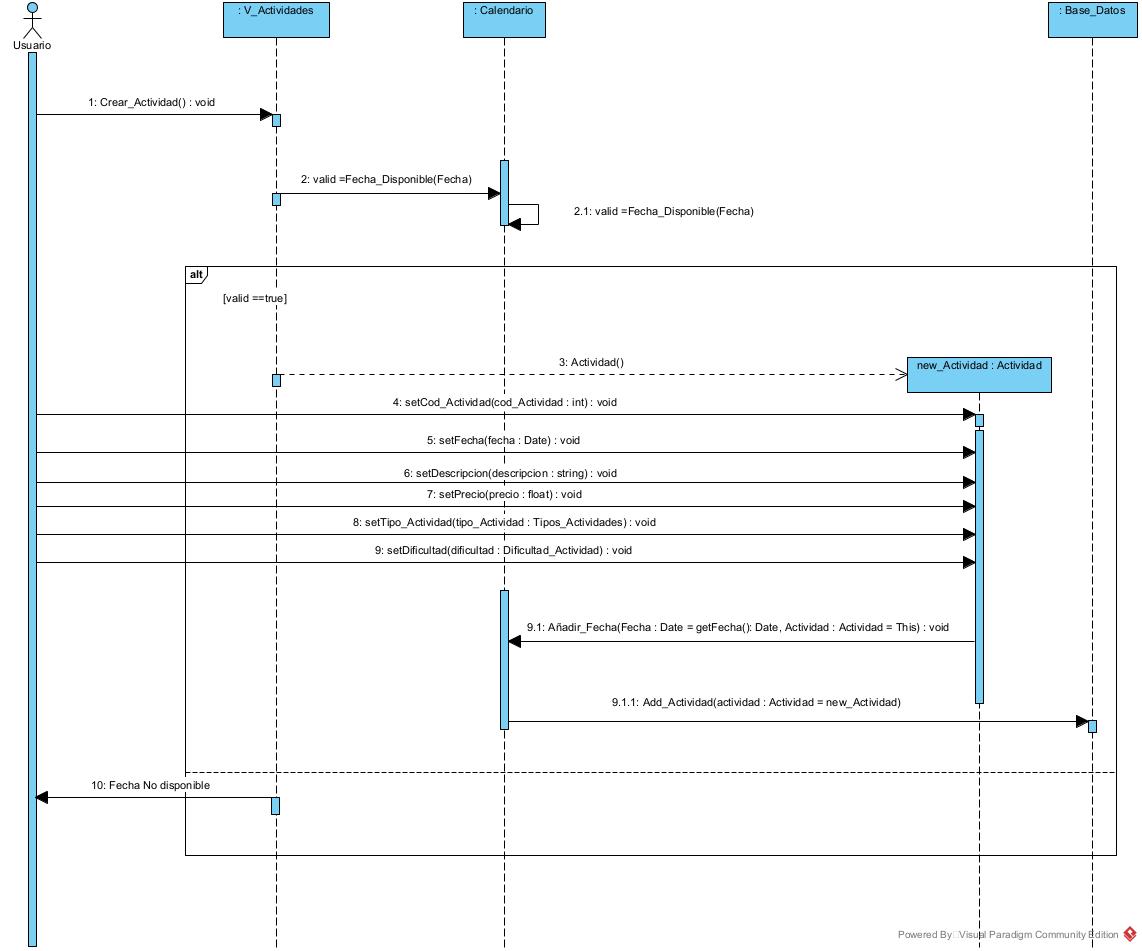 : V_Actividades
: Calendario
: Base_Datos
Usuario
1: Crear_Actividad() : void
2: valid =Fecha_Disponible(Fecha)
2.1: valid =Fecha_Disponible(Fecha)
alt
[valid ==true]
3: Actividad()
new_Actividad : Actividad
4: setCod_Actividad(cod_Actividad : int) : void
5: setFecha(fecha : Date) : void
6: setDescripcion(descripcion : string) : void
7: setPrecio(precio : float) : void
8: setTipo_Actividad(tipo_Actividad : Tipos_Actividades) : void
9: setDificultad(dificultad : Dificultad_Actividad) : void
9.1: Añadir_Fecha(Fecha : Date = getFecha(): Date, Actividad : Actividad = This) : void
9.1.1: Add_Actividad(actividad : Actividad = new_Actividad)
10: Fecha No disponible
Powered By Visual Paradigm Community Edition